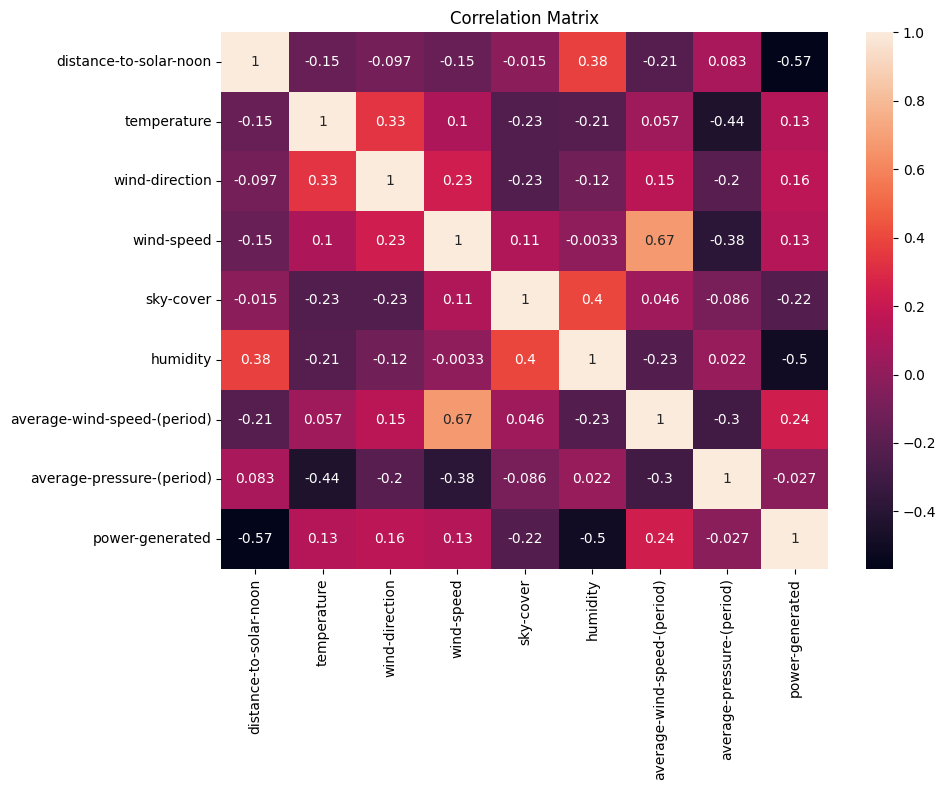 Correlation Matrix
distance-to-solar-noon 1 -0.15 -0.097 -0.15 -0.015 0.38 -0.21 0.083 -0.57
temperature -0.15 1 0.33 0.1 -0.23 -0.21 0.057 -0.44 0.13
wind-direction -0.097 0.33 1 0.23 -0.23 -0.12 0.15 -0.2 0.16
wind-speed -0.15 0.1 0.23 1 0.11 -0.0033 0.67 -0.38 0.13
sky-cover -0.015 -0.23 -0.23 0.11 1 0.4 0.046 -0.086 -0.22
humidity 0.38 -0.21 -0.12 -0.0033 0.4 1 -0.23 0.022 -0.5
average-wind-speed-(period) -0.21 0.057 0.15 0.67 0.046 -0.23 1 -0.3 0.24
average-pressure-(period) 0.083 -0.44 -0.2 -0.38 -0.086 0.022 -0.3 1 -0.027
power-generated -0.57 0.13 0.16 0.13 -0.22 -0.5 0.24 -0.027 1
distance-to-solar-noon
temperature
wind-direction
wind-speed
sky-cover
humidity
average-wind-speed-(period)
average-pressure-(period)
power-generated
1.0
0.8
0.6
0.4
0.2
0.0
−0.2
−0.4